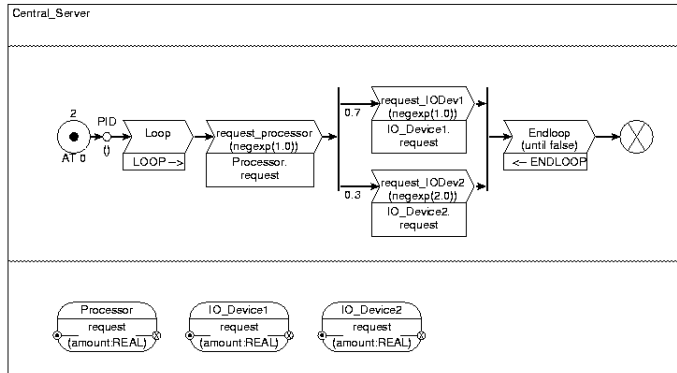 Central_Server
2
PID
AT 0
()
Loop
LOOP −>
request_processor
(negexp(1.0))
Processor.
request
0.7
request_IODev1
(negexp(1.0))
IO_Device1.
request
0.3
request_IODev2
(negexp(2.0))
IO_Device2.
request
Endloop
(until false)
<− ENDLOOP
Processor
request
(amount:REAL)
IO_Device1
request
(amount:REAL)
IO_Device2
request
(amount:REAL)